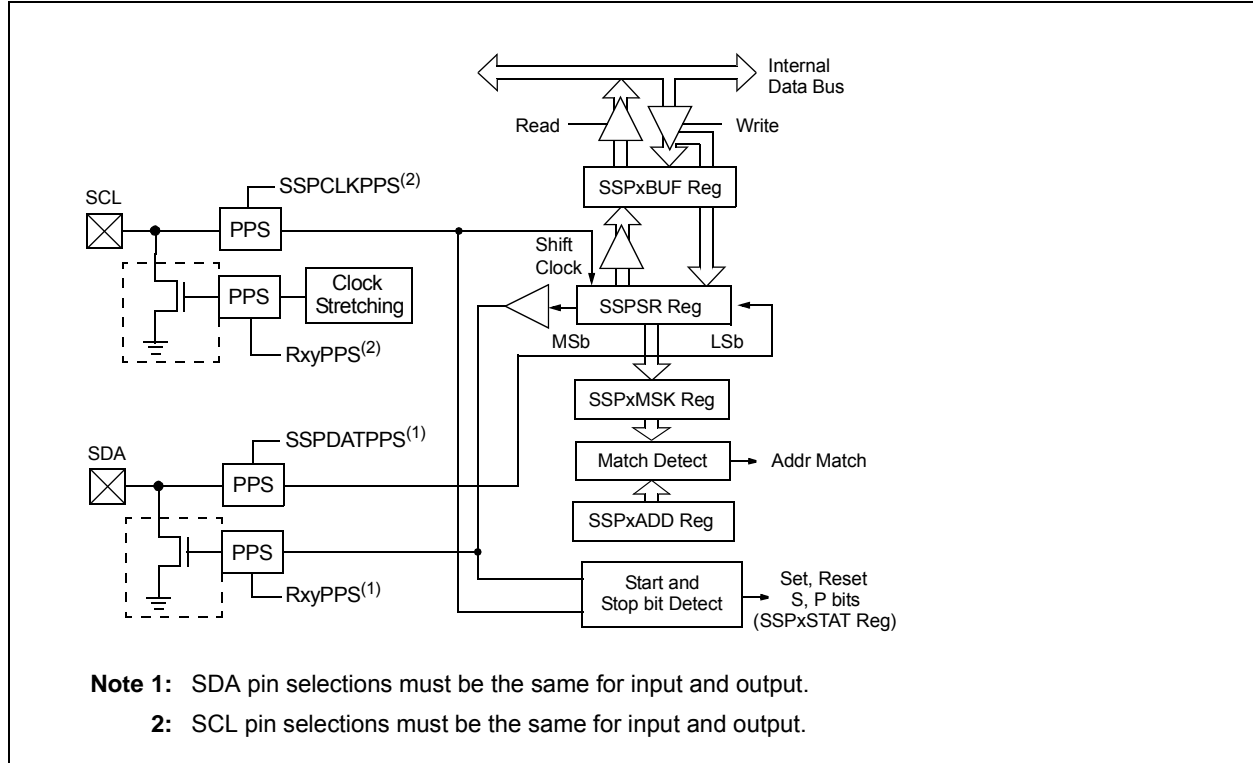 Internal
Data Bus
Read
Write
SSPxBUF Reg
SSPCLKPPS(2)
SCL
PPS
Shift
Clock
Clock
Stretching
PPS
SSPSR Reg
MSb
LSb
RxyPPS(2)
SSPxMSK Reg
SSPDATPPS(1)
SDA
PPS
Match Detect
Addr Match
SSPxADD Reg
PPS
RxyPPS(1)
Start and
Stop bit Detect
Set, Reset
S, P bits
(SSPxSTAT Reg)
Note 1: SDA pin selections must be the same for input and output.
2: SCL pin selections must be the same for input and output.